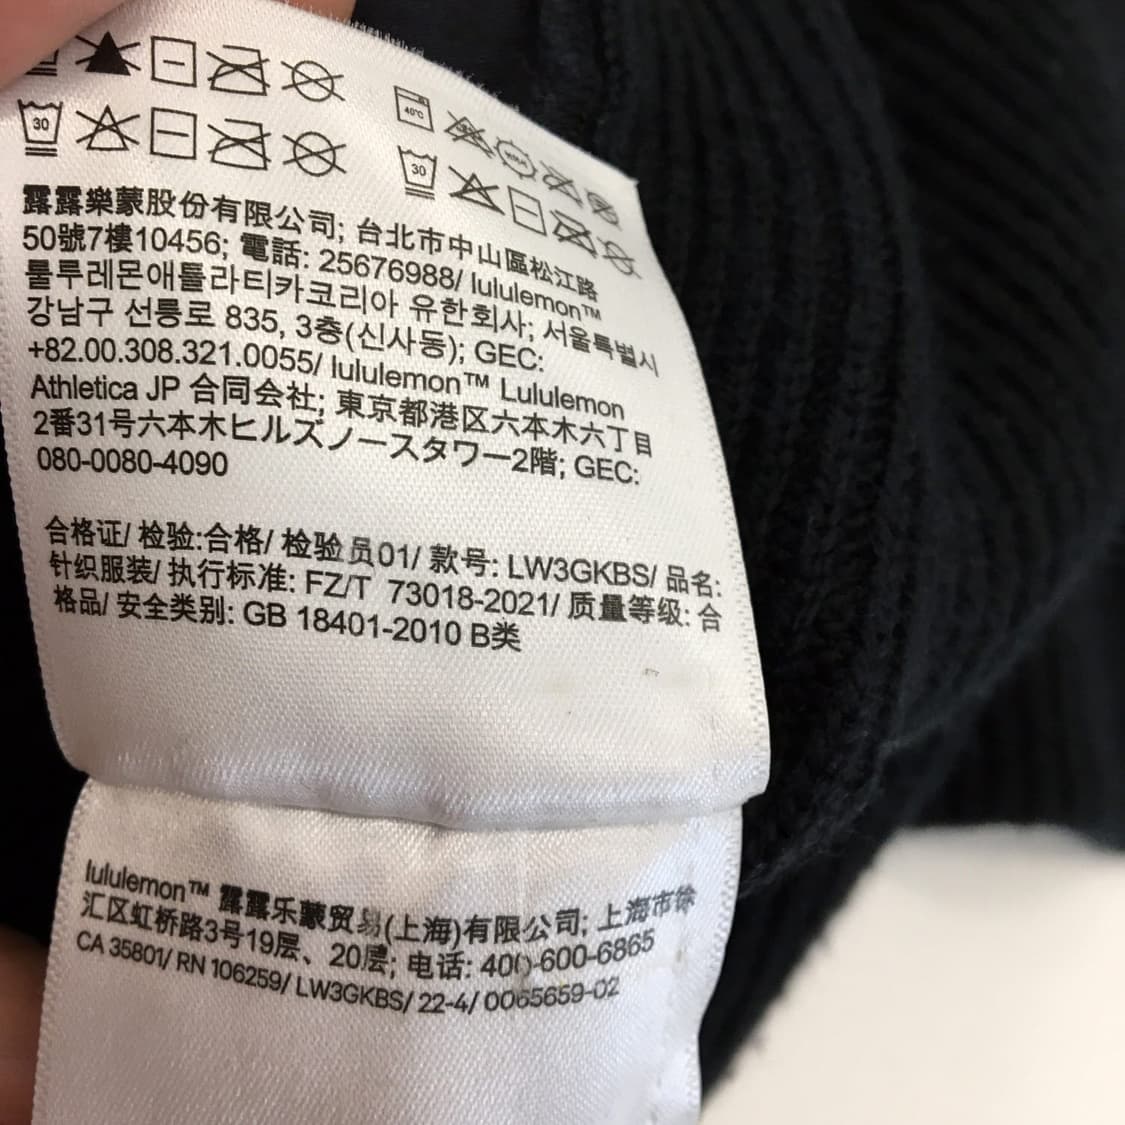 40°C
30
30
露露樂蒙股份有限公司; 台北市中山區松江路
50號7樓10456; 電話: 25676988/ lululemon™
룰루레몬애틀라티카코리아 유한회사; 서울특별시
강남구 선릉로 835, 3층(신사동); GEC:
+82.00.308.321.0055/ lululemon™ Lululemon
Athletica JP 合同会社; 東京都港区六本木六丁目
2番31号六本木ヒルズノースタワー2階; GEC:
080-0080-4090
合格证/ 检验:合格/ 检验员01/ 款号: LW3GKBS/ 品名:
针织服装/ 执行标准: FZ/T 73018-2021/ 质量等级: 合
格品/ 安全类别: GB 18401-2010 B类
lululemon™ 露露乐蒙贸易(上海)有限公司; 上海市徐
汇区虹桥路3号19层、20层; 电话: 400-600-6865
CA 35801/ RN 106259/ LW3GKBS/ 22-4/ 0065659-02